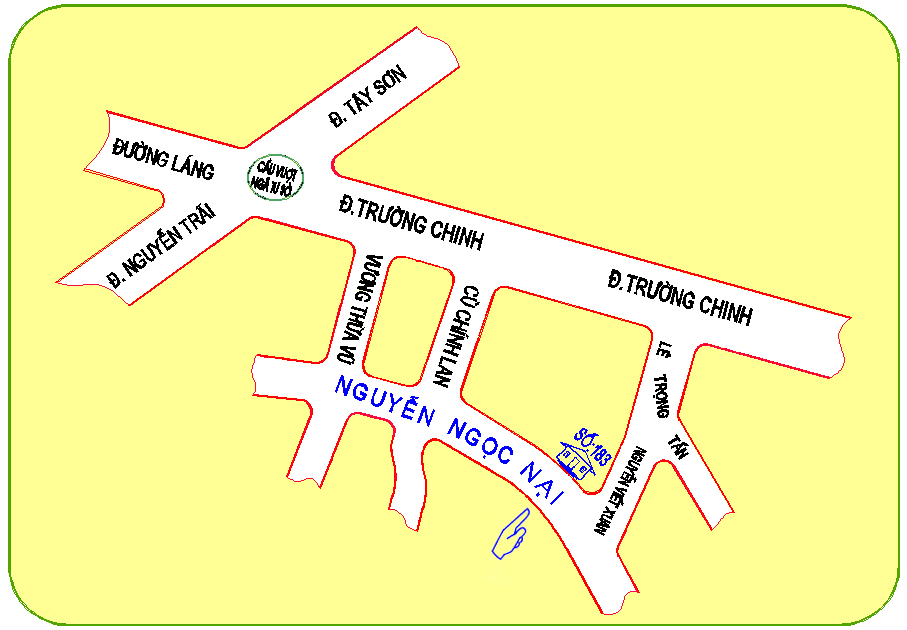 Đ. TÂY SƠN
ĐƯỜNG LÁNG
CẦU VƯỢT
NGÃ TƯ SỞ
Đ. NGUYỄN TRÃI
Đ.TRƯỜNG CHINH
Đ.TRƯỜNG CHINH
VƯƠNG THỪA VŨ
CÙ CHÍNH LAN
LÊ TRỌNG TẤN
NGUYỄN NGỌC NẠI
SỐ:183
NGUYỄN VIẾT XUÂN